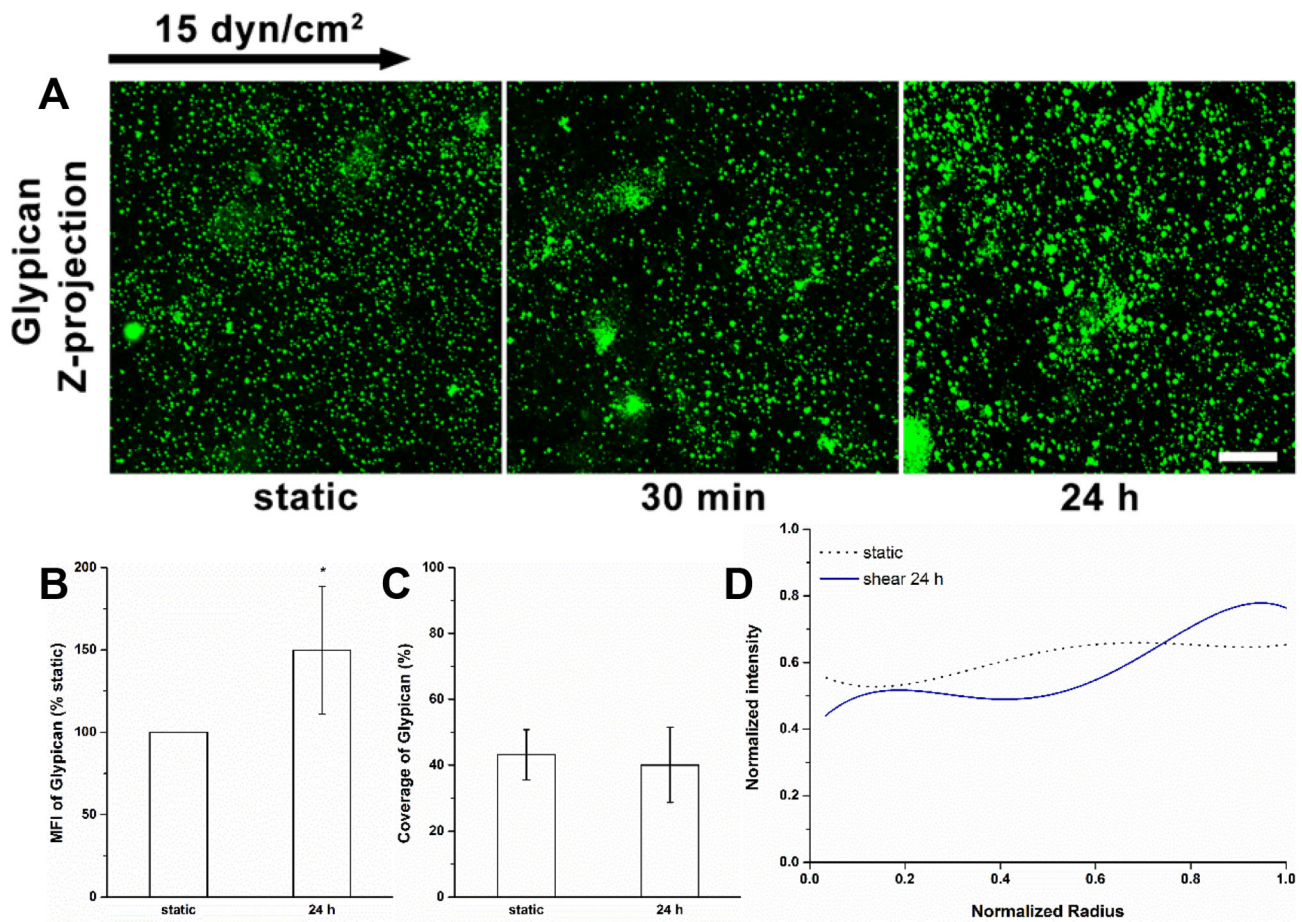 15 dyn/cm²
A
Glypican
Z-projection
static
30 min
24 h
B
MFI of Glypican (% static)
200
150
100
50
0
*
static
24 h
C
Coverage of Glypican (%)
100
80
60
40
20
0
static
24 h
D
Normalized intensity
1.0
0.8
0.6
0.4
0.2
0.0
static
shear 24 h
0.0
0.2
0.4
0.6
0.8
1.0
Normalized Radius